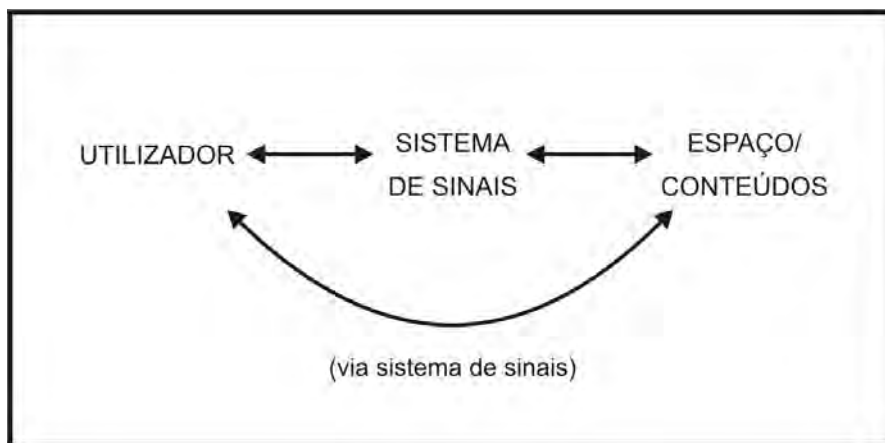 UTILIZADOR
SISTEMA
DE SINAIS
ESPAÇO/
CONTEÚDOS
(via sistema de sinais)